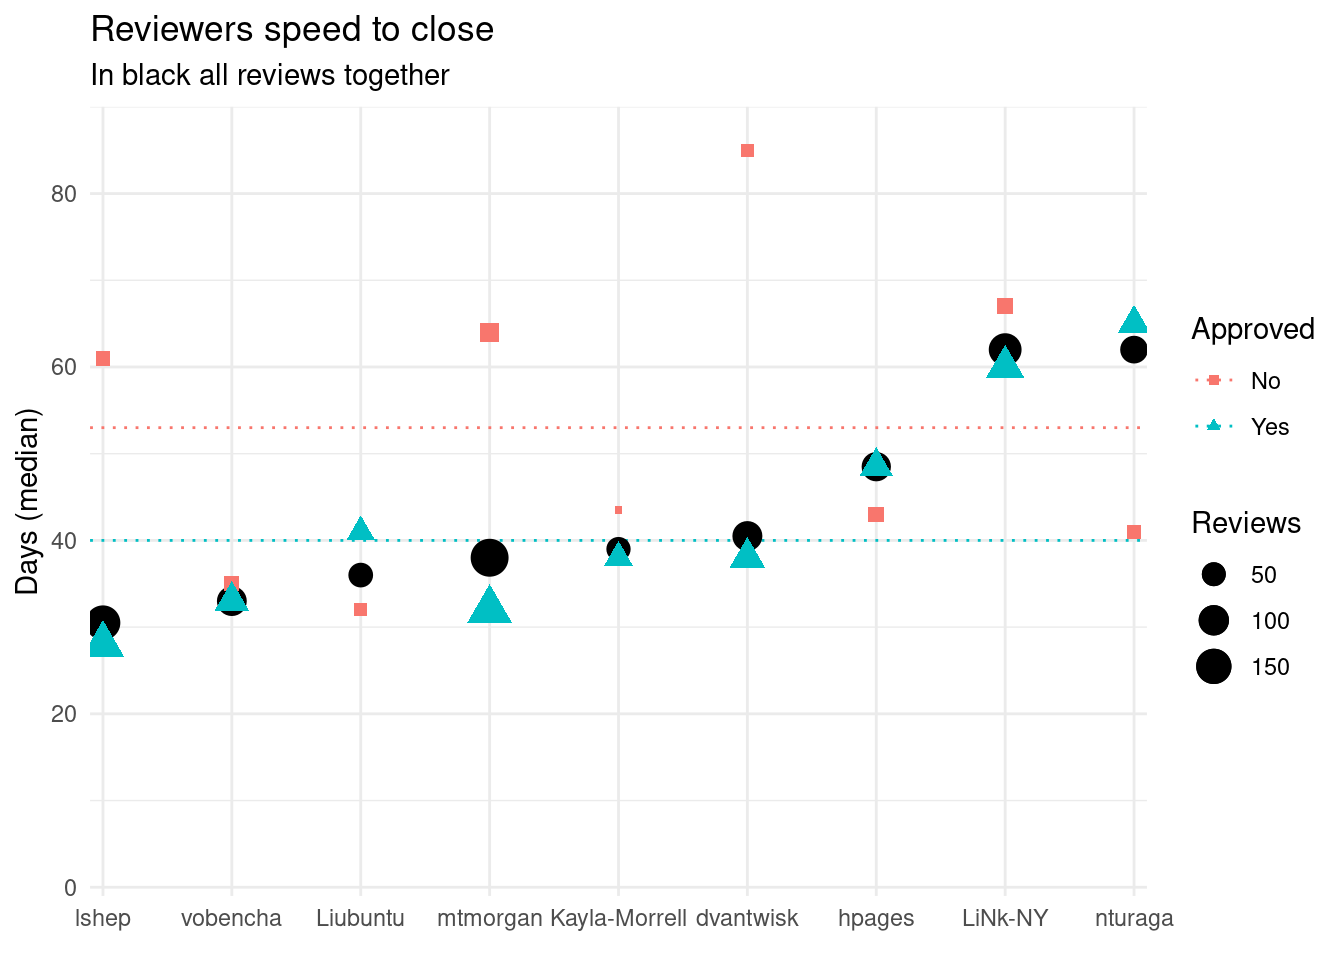 Reviewers speed to close
In black all reviews together
Days (median)
80
60
40
20
0
lshep
vobencha
Liubuntu
mtmorgan
Kayla-Morrell
dvantwisk
hpages
LiNk-NY
nturaga
Approved
No
Yes
Reviews
50
100
150